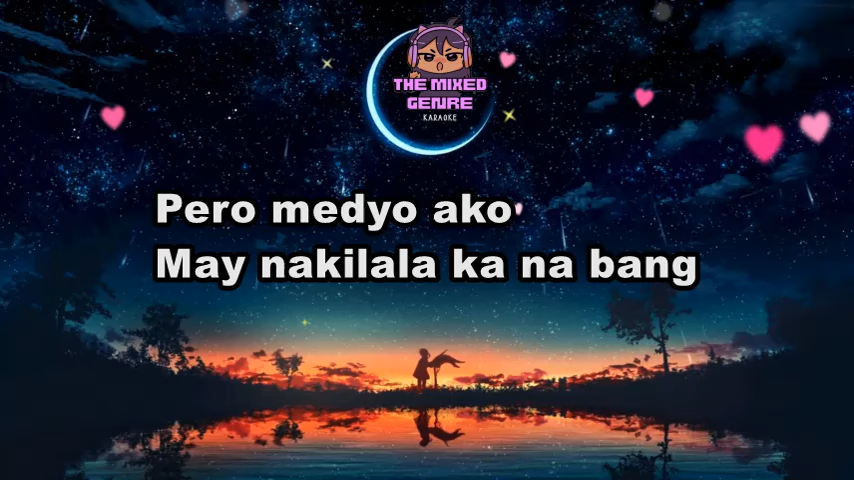 THE MIXED
GENRE
KARAOKE
Pero medyo ako
May nakilala ka na bang